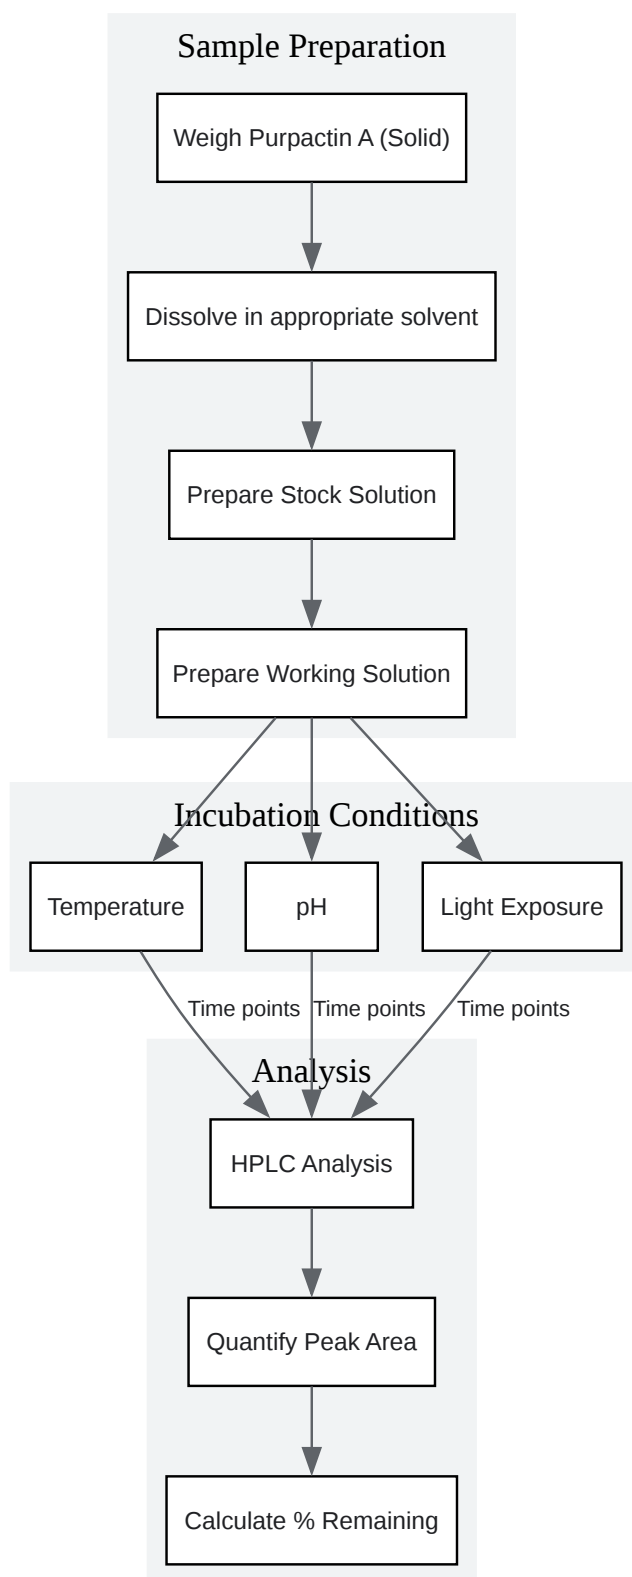 Sample Preparation
Weigh Purpactin A (Solid)
Dissolve in appropriate solvent
Prepare Stock Solution
Prepare Working Solution
Incubation Conditions
Temperature
pH
Light Exposure
Time points
Time points
Time points
Analysis
HPLC Analysis
Quantify Peak Area
Calculate % Remaining